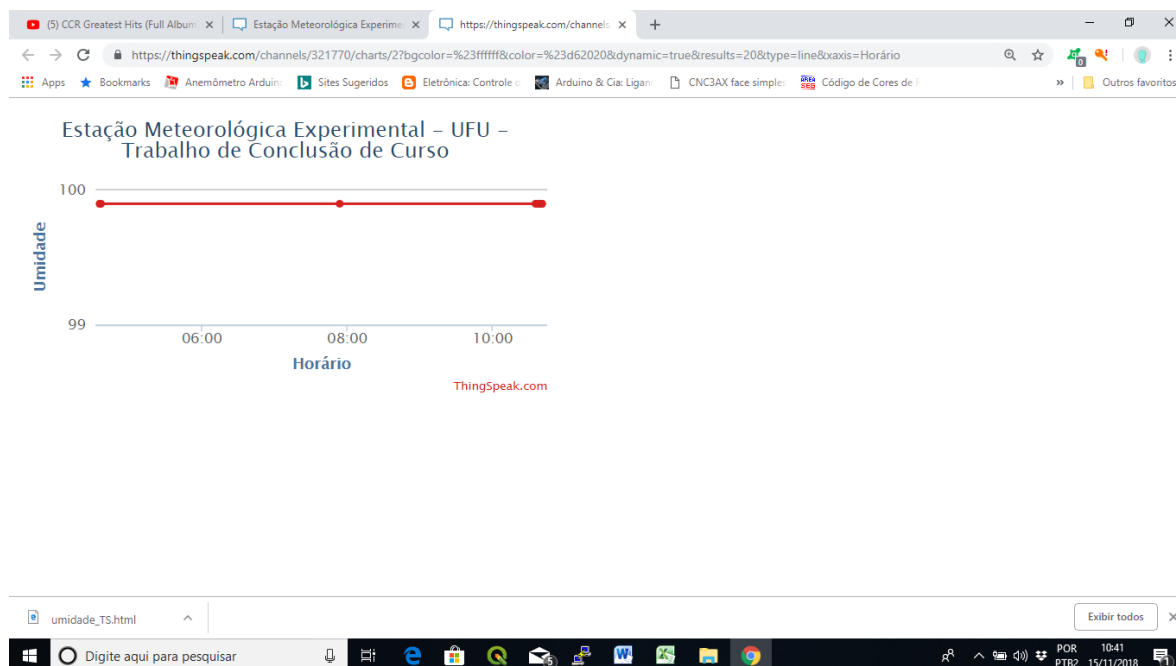 (5) CCR Greatest Hits (Full Album
Estação Meteorológica Experime
https://thingspeak.com/channels
https://thingspeak.com/channels/321770/charts/2?bgcolor=%23ffffff&color=%23d62020&dynamic=true&results=20&type=line&xaxis=Horário
0
Apps
Bookmarks
Anemômetro Arduin
Sites Sugeridos
Eletrônica: Controle
Arduino & Cia: Ligan
CNC3AX face simples
Código de Cores de
»
Outros favoritos
Estação Meteorológica Experimental – UFU –
Trabalho de Conclusão de Curso
100
Umidade
99
06:00
08:00
10:00
Horário
ThingSpeak.com
umidade_TS.html
Exibir todos
Digite aqui para pesquisar
5
POR
10:41
PTB2
15/11/2018